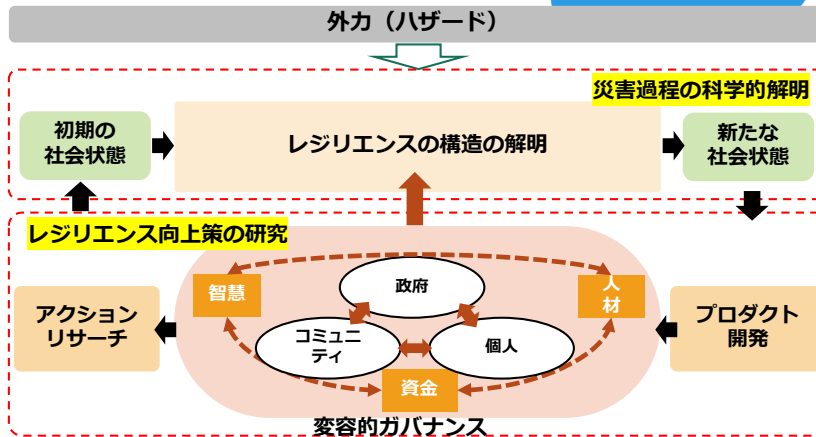 外力（ハザード）
災害過程の科学的解明
初期の
社会状態
レジリエンスの構造の解明
新たな
社会状態
レジリエンス向上策の研究
智慧
政府
人
材
アクション
リサーチ
コミュニ
ティ
個人
プロダクト
開発
資金
変容的ガバナンス